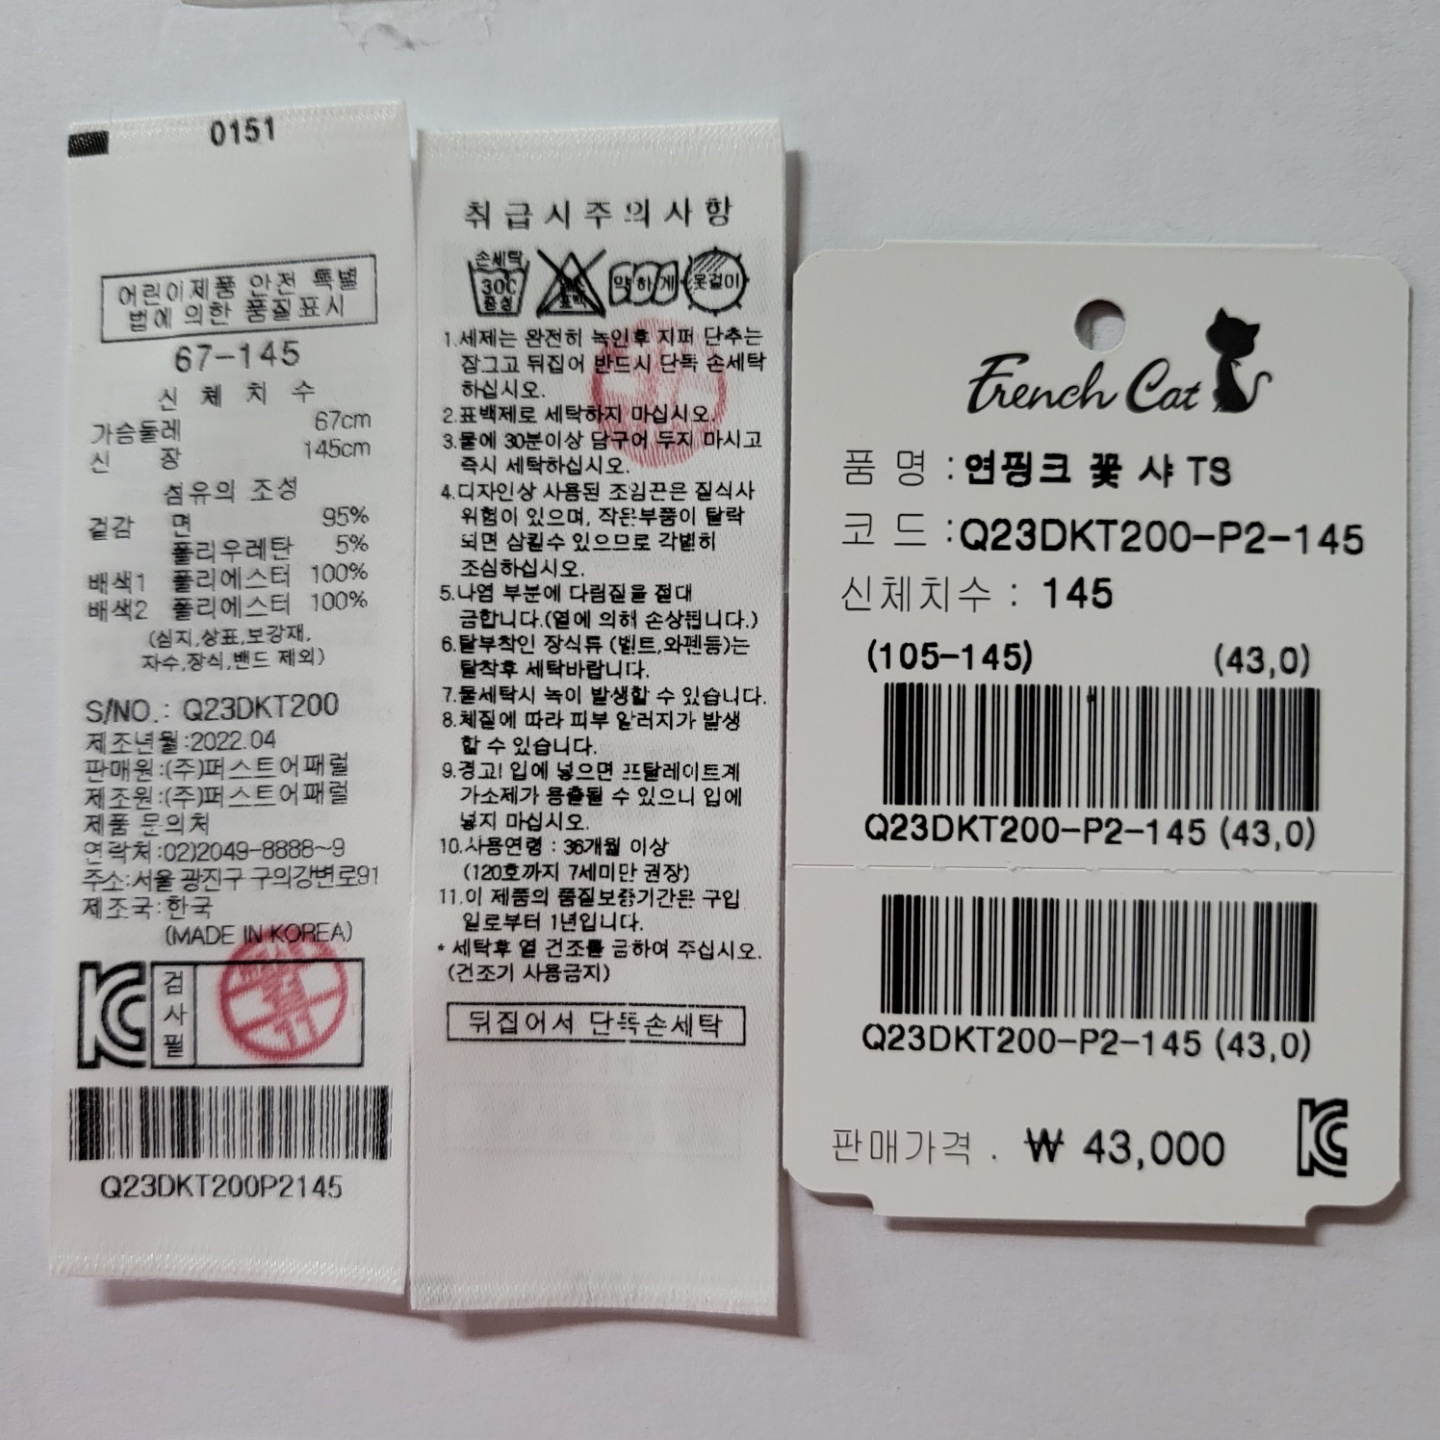 0151
어린이제품 안전 특별
법에 의한 품질표시
67-145
신 체 치 수
가슴둘레 67cm
신 장 145cm
섬유의 조성
겉감 면 95%
폴리우레탄 5%
배색1 폴리에스터 100%
배색2 폴리에스터 100%
(심지,상표,보강재,
자수,장식,밴드 제외)
S/NO.: Q23DKT200
제조년월:2022.04
판매원:(주)퍼스트어패럴
제조원:(주)퍼스트어패럴
제품 문의처
연락처:02)2049-8888~9
주소:서울 광진구 구의강변로91
제조국:한국
(MADE IN KOREA)
검사필
Q23DKT200P2145
취급시주의사항
손세탁
30C
중성
표백
약하게
옷걸이
1.세제는 완전히 녹인후 지퍼 단추는
잠그고 뒤집어 반드시 단독 손세탁
하십시오.
2.표백제로 세탁하지 마십시오.
3.물에 30분이상 담구어 두지 마시고
즉시 세탁하십시오.
4.디자인상 사용된 조임끈은 질식사
위험이 있으며, 작은부품이 탈락
되면 삼킬수 있으므로 각별히
조심하십시오.
5.나염 부분에 다림질을 절대
금합니다.(열에 의해 손상됩니다.)
6.탈부착인 장식류 (벨트,와펜등)는
탈착후 세탁바랍니다.
7.물세탁시 녹이 발생할 수 있습니다.
8.체질에 따라 피부 알러지가 발생
할 수 있습니다.
9.경고! 입에 넣으면 프탈레이트계
가소제가 용출될 수 있으니 입에
넣지 마십시오.
10.사용연령 : 36개월 이상
(120호까지 7세미만 권장)
11.이 제품의 품질보증기간은 구입
일로부터 1년입니다.
* 세탁후 열 건조를 금하여 주십시오.
(건조기 사용금지)
뒤집어서 단독손세탁
French Cat
품 명 :연핑크 꽃 샤 TS
코 드 :Q23DKT200-P2-145
신체치수 : 145
(105-145) (43,0)
Q23DKT200-P2-145 (43,0)
Q23DKT200-P2-145 (43,0)
판매가격 . ₩ 43,000